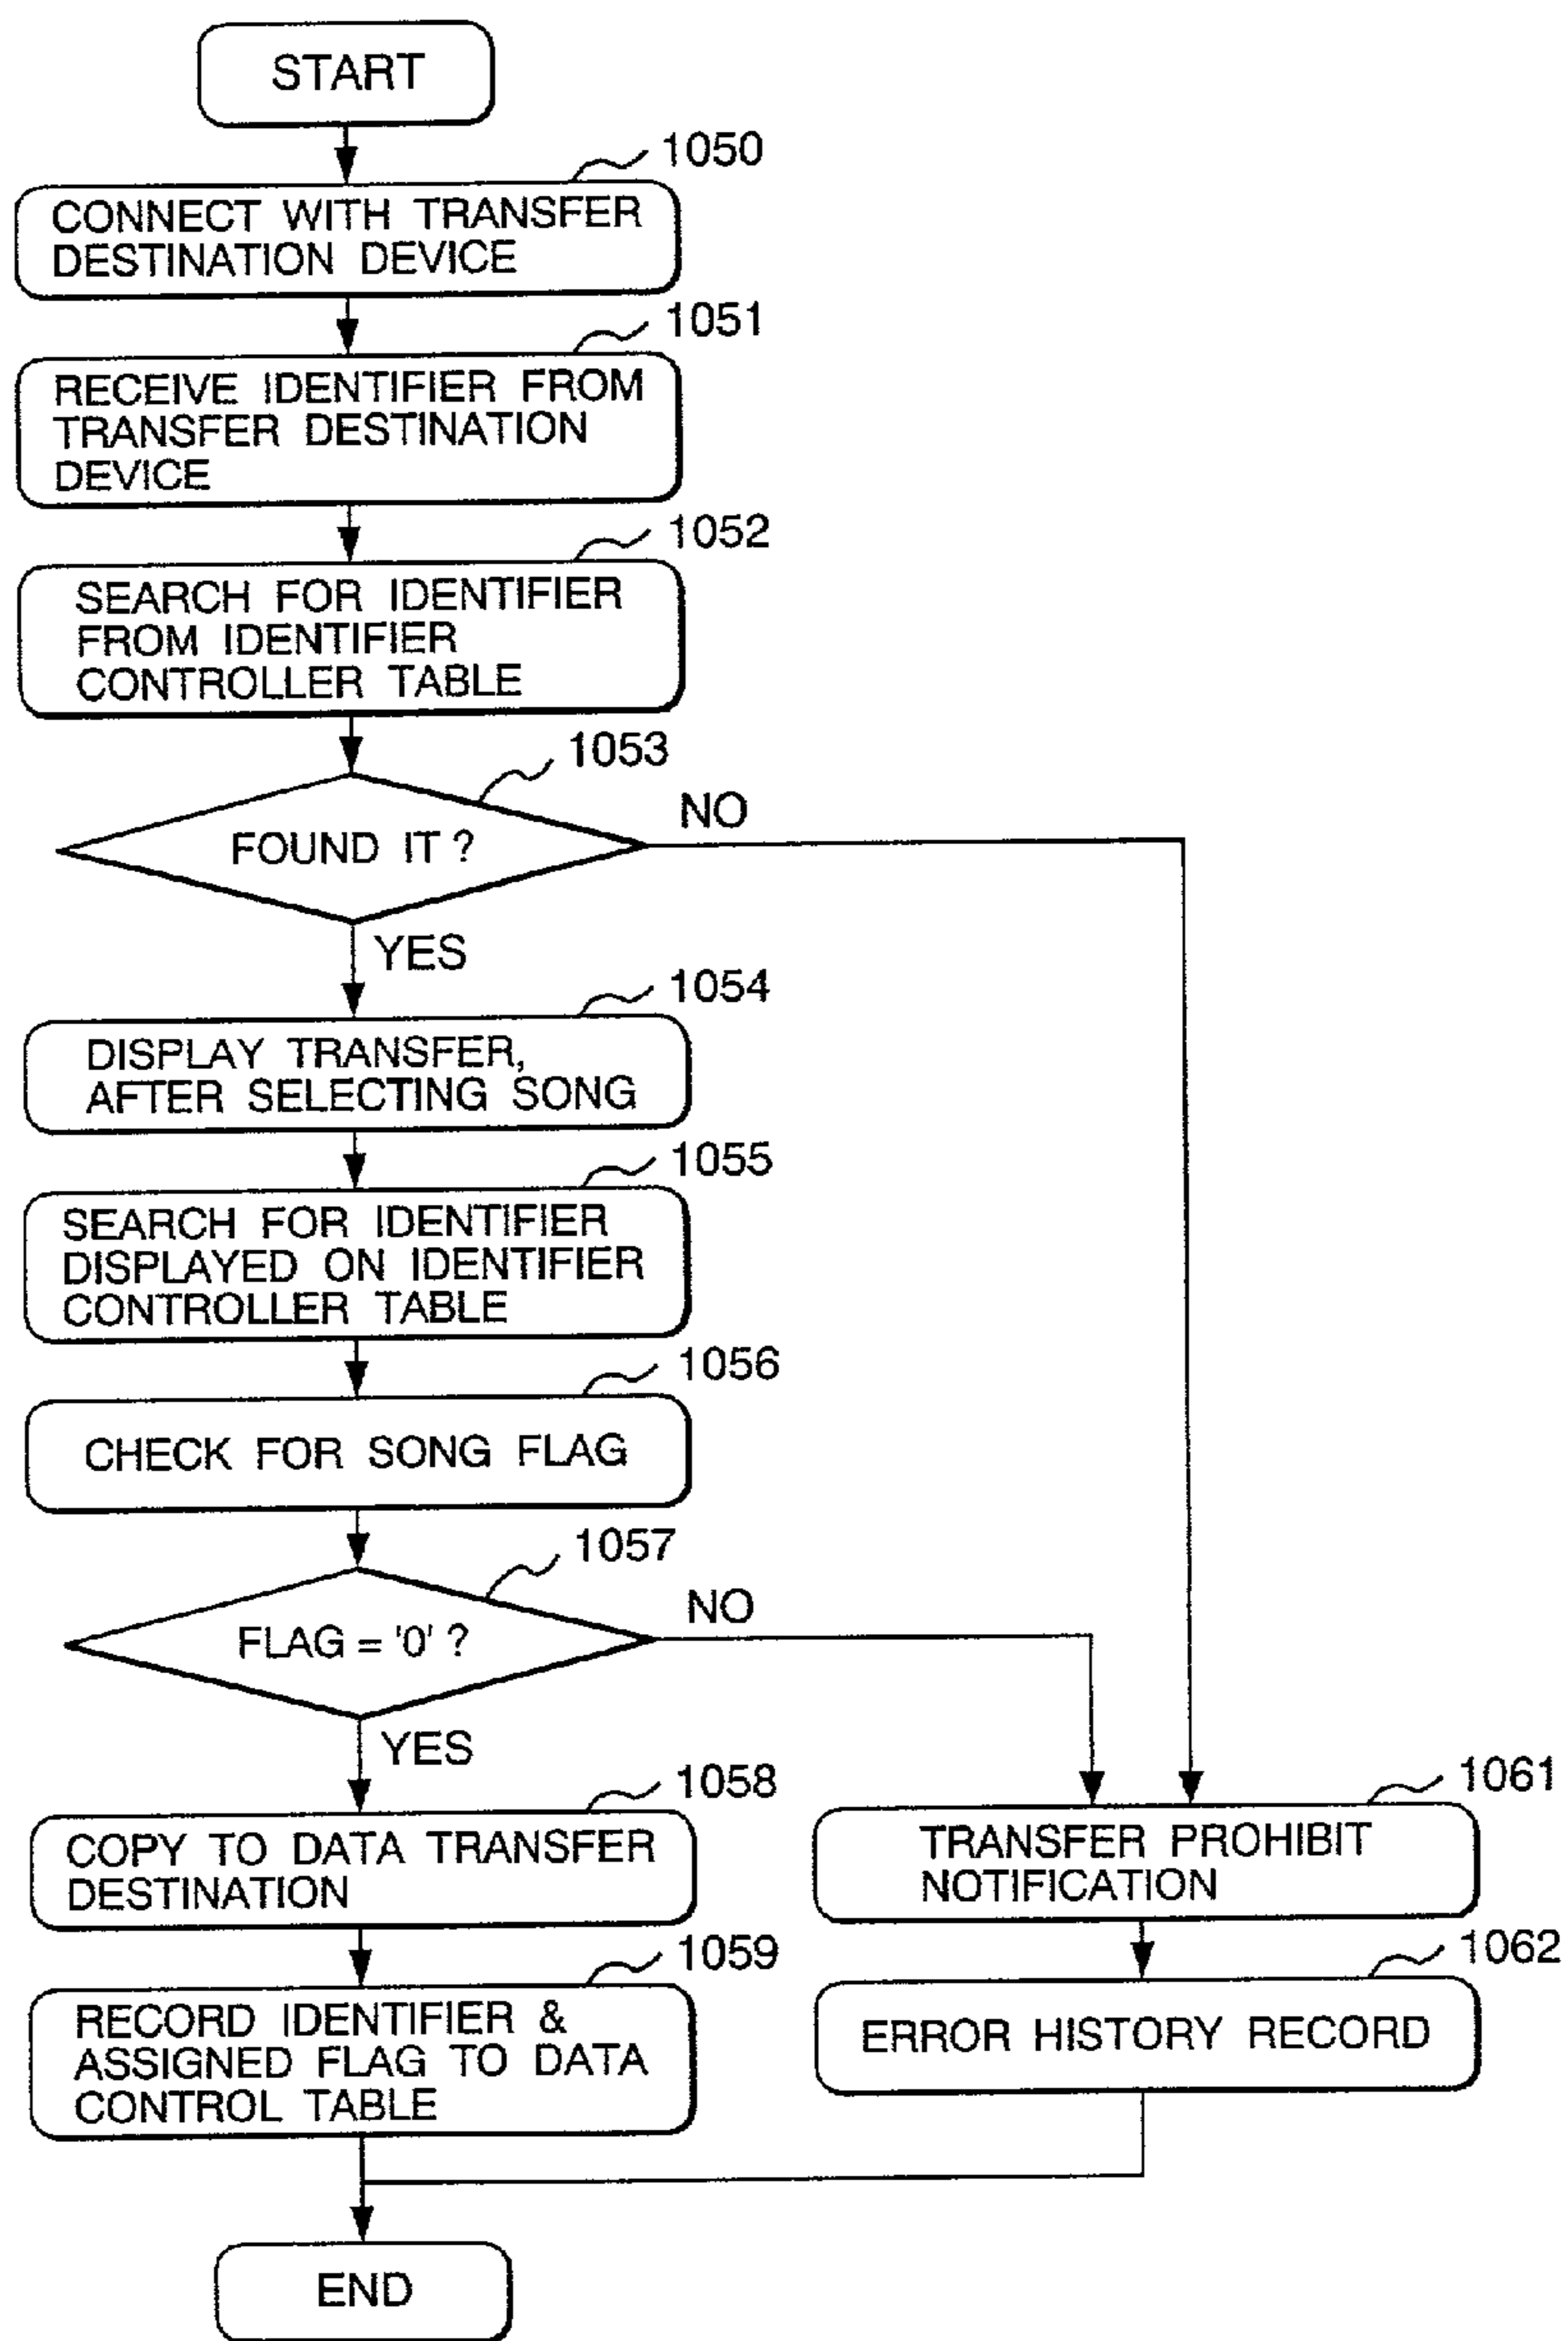 START
1050
CONNECT WITH TRANSFER
DESTINATION DEVICE
1051
RECEIVE IDENTIFIER FROM
TRANSFER DESTINATION
DEVICE
1052
SEARCH FOR IDENTIFIER
FROM IDENTIFIER
CONTROLLER TABLE
1053
FOUND IT ?
NO
YES
1054
DISPLAY TRANSFER,
AFTER SELECTING SONG
1055
SEARCH FOR IDENTIFIER
DISPLAYED ON IDENTIFIER
CONTROLLER TABLE
1056
CHECK FOR SONG FLAG
1057
FLAG = '0' ?
NO
YES
1058
COPY TO DATA TRANSFER
DESTINATION
1059
RECORD IDENTIFIER &
ASSIGNED FLAG TO DATA
CONTROL TABLE
1061
TRANSFER PROHIBIT
NOTIFICATION
1062
ERROR HISTORY RECORD
END